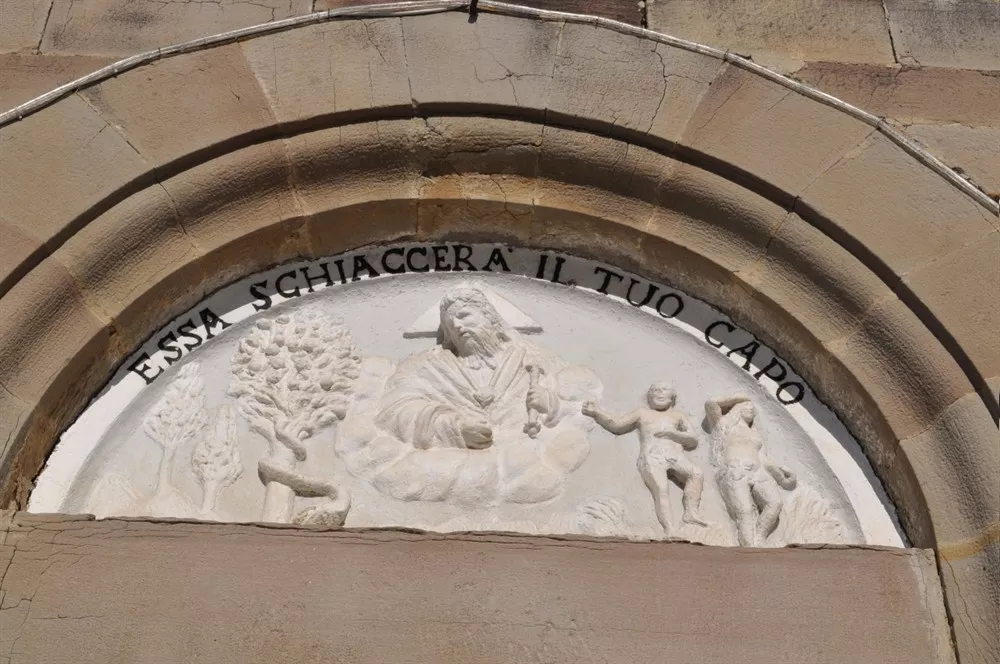 ESSA SCHIACCERA' IL TUO CAPO